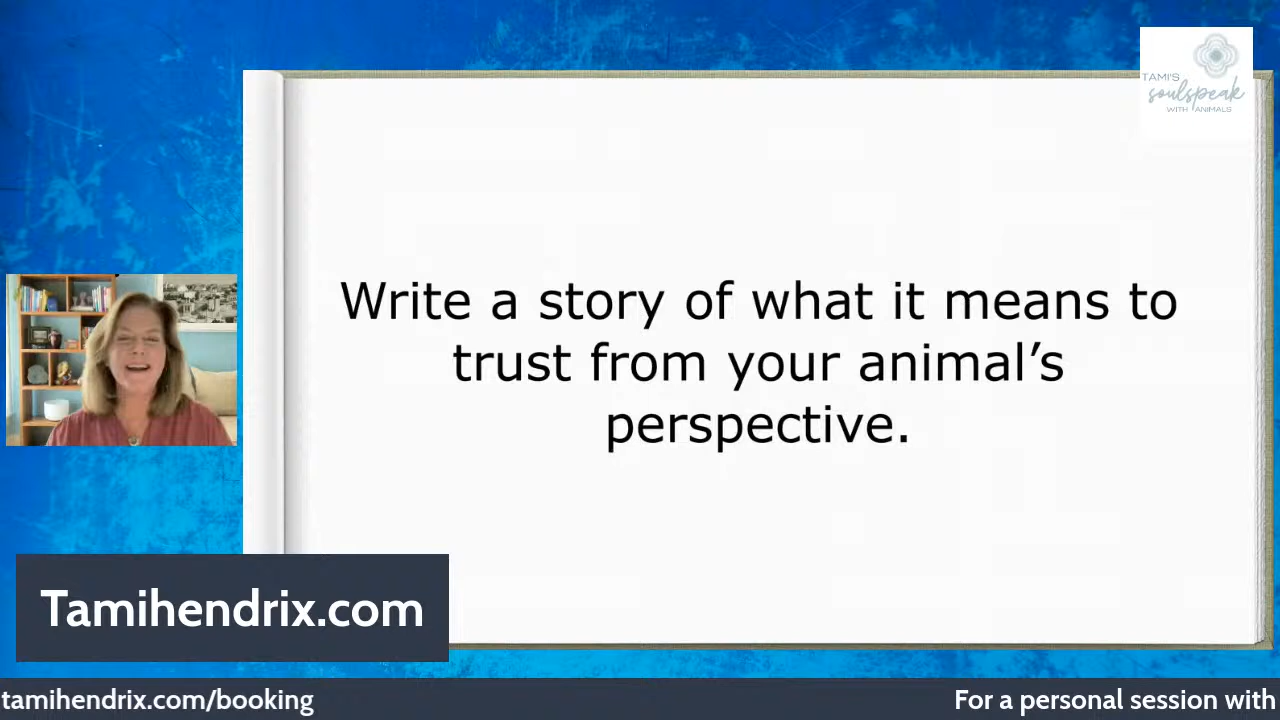 TAMI'S
soulspeak
WITH ANIMALS
Write a story of what it means to
trust from your animal’s
perspective.
Tamihendrix.com
tamihendrix.com/booking
For a personal session with